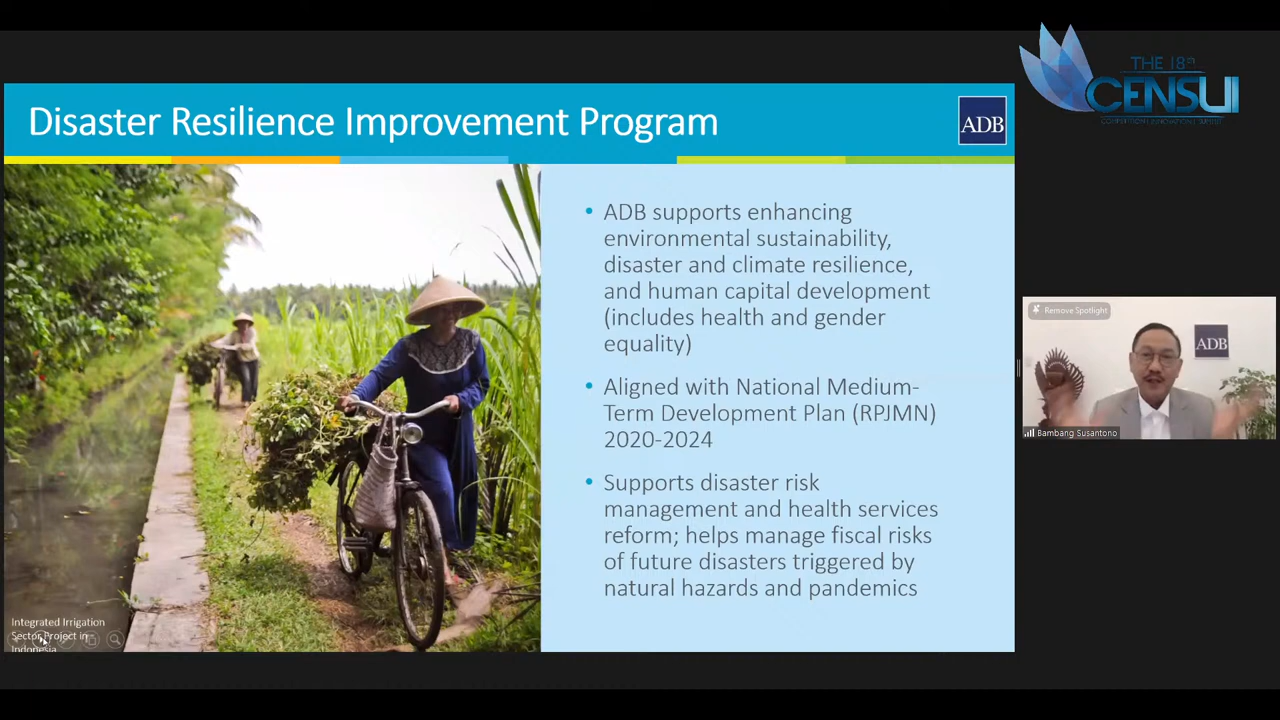 THE 18th
CENSUI
Disaster Resilience Improvement Program
ADB
• ADB supports enhancing
environmental sustainability,
disaster and climate resilience,
and human capital development
(includes health and gender
equality)
• Aligned with National Medium-
Term Development Plan (RPJMN)
2020-2024
• Supports disaster risk
management and health services
reform; helps manage fiscal risks
of future disasters triggered by
natural hazards and pandemics
Integrated Irrigation
Sector Project in
Indonesia
Remove Spotlight
ADB
Bambang Susantono